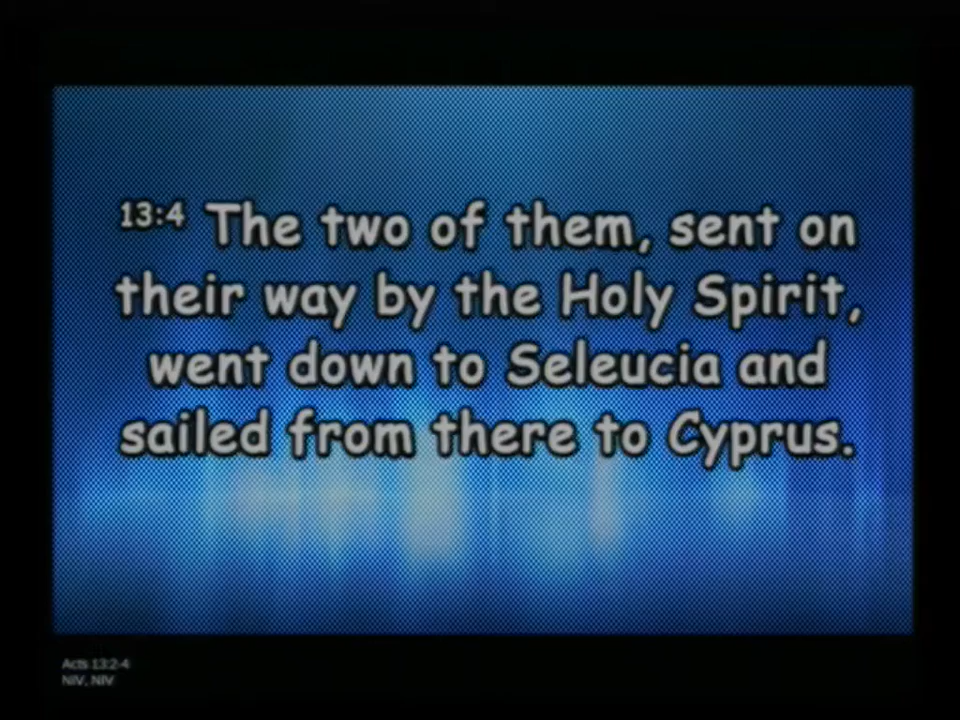 13:4 The two of them, sent on
their way by the Holy Spirit,
went down to Seleucia and
sailed from there to Cyprus.
Acts 13:2-4
NIV, NIV